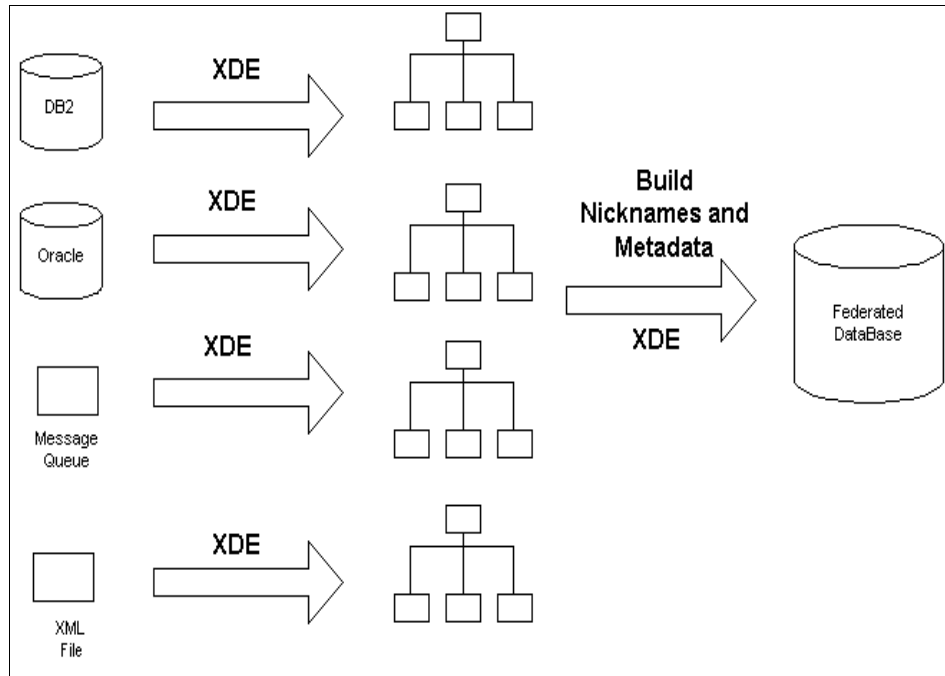 XDE
DB2
XDE
Oracle
Build
Nicknames and
Metadata
XDE
Federated
DataBase
XDE
Message
Queue
XDE
XML
File